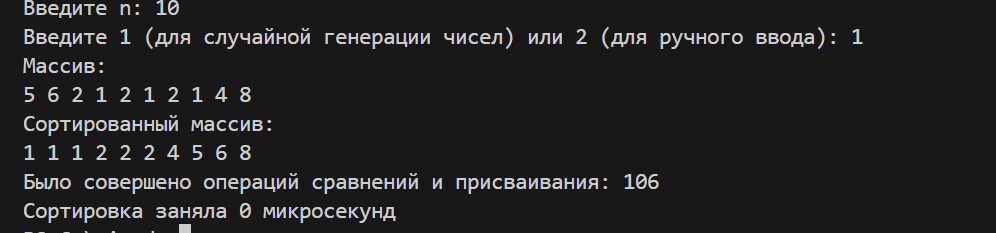 Введите n: 10
Введите 1 (для случайной генерации чисел) или 2 (для ручного ввода): 1
Массив:
5 6 2 1 2 1 2 1 4 8
Сортированный массив:
1 1 1 2 2 2 4 5 6 8
Было совершено операций сравнений и присваивания: 106
Сортировка заняла 0 микросекунд